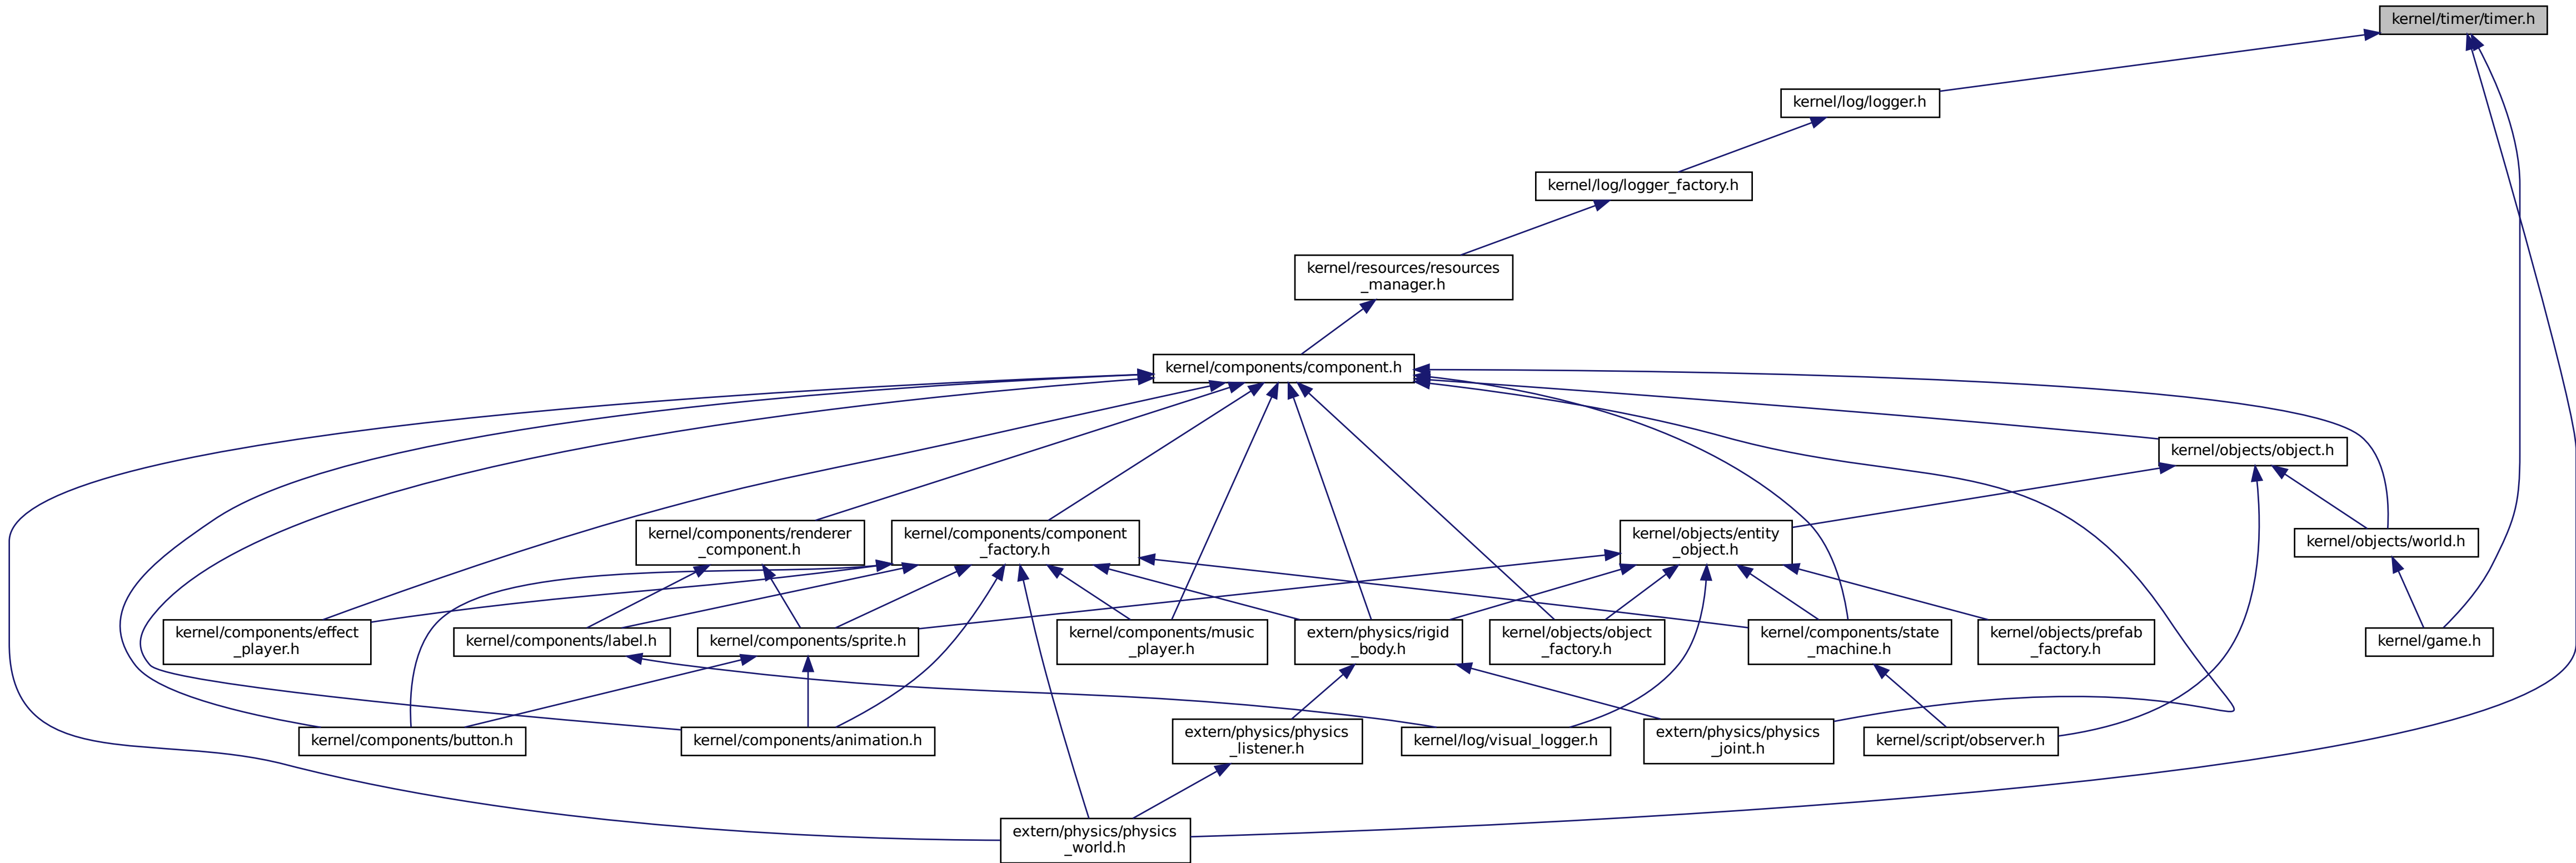 kernel/timer/timer.h
kernel/log/logger.h
kernel/log/logger_factory.h
kernel/resources/resources
_manager.h
kernel/components/component.h
kernel/objects/object.h
kernel/components/renderer
_component.h
kernel/components/component
_factory.h
kernel/objects/entity
_object.h
kernel/objects/world.h
kernel/components/effect
_player.h
kernel/components/label.h
kernel/components/sprite.h
kernel/components/music
_player.h
extern/physics/rigid
_body.h
kernel/objects/object
_factory.h
kernel/components/state
_machine.h
kernel/objects/prefab
_factory.h
kernel/game.h
kernel/components/button.h
kernel/components/animation.h
extern/physics/physics
_listener.h
kernel/log/visual_logger.h
extern/physics/physics
_joint.h
kernel/script/observer.h
extern/physics/physics
_world.h